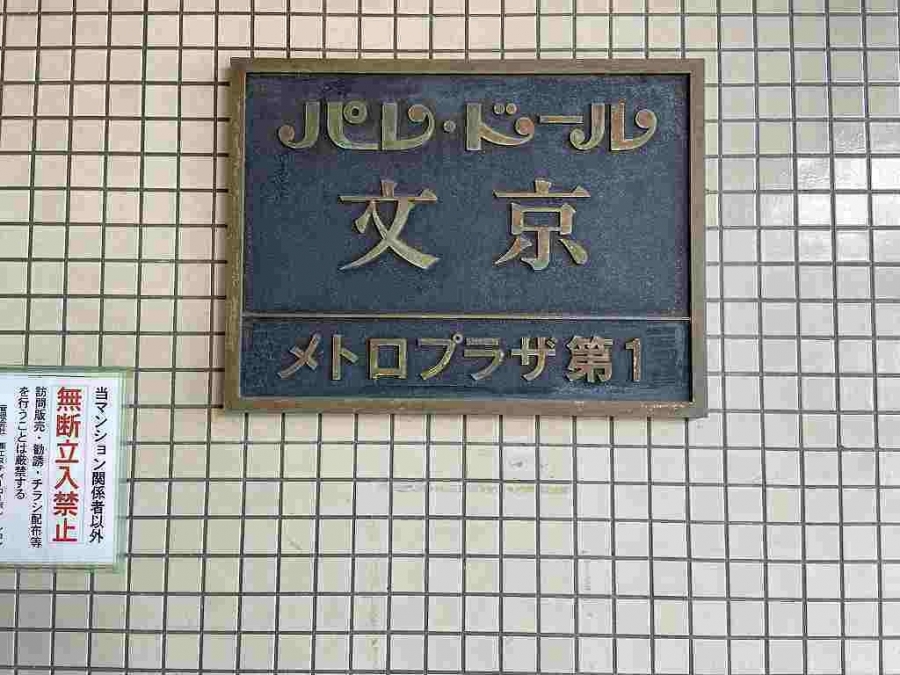 パレ・ドール
文京
メトロプラザ第1
当マンション関係者以外
無断立入禁止
訪問販売・勧誘・チラシ配布等
を行うことは厳禁する